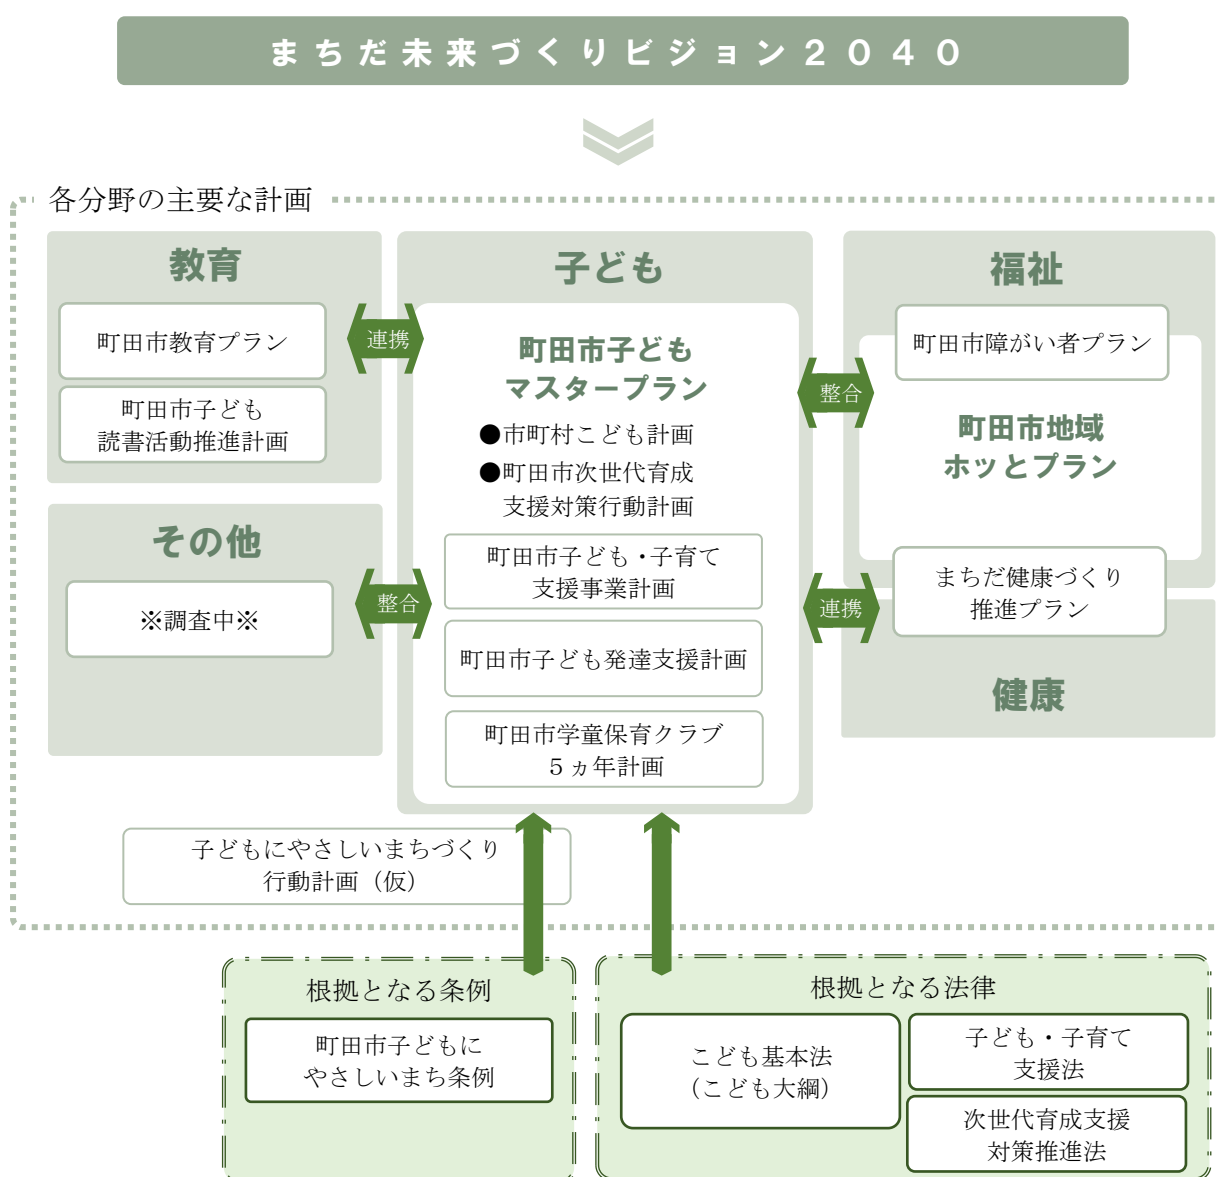 まちだ未来づくりビジョン２０４０
各分野の主要な計画
教育
町田市教育プラン
町田市子ども
読書活動推進計画
その他
※調査中※
連携
整合
子ども
町田市子ども
マスタープラン
●市町村こども計画
●町田市次世代育成
支援対策行動計画
町田市子ども・子育て
支援事業計画
町田市子ども発達支援計画
町田市学童保育クラブ
５ヵ年計画
整合
連携
福祉
町田市障がい者プラン
町田市地域
ホッとプラン
まちだ健康づくり
推進プラン
健康
子どもにやさしいまちづくり
行動計画（仮）
根拠となる条例
町田市子どもに
やさしいまち条例
根拠となる法律
こども基本法
（こども大綱）
子ども・子育て
支援法
次世代育成支援
対策推進法